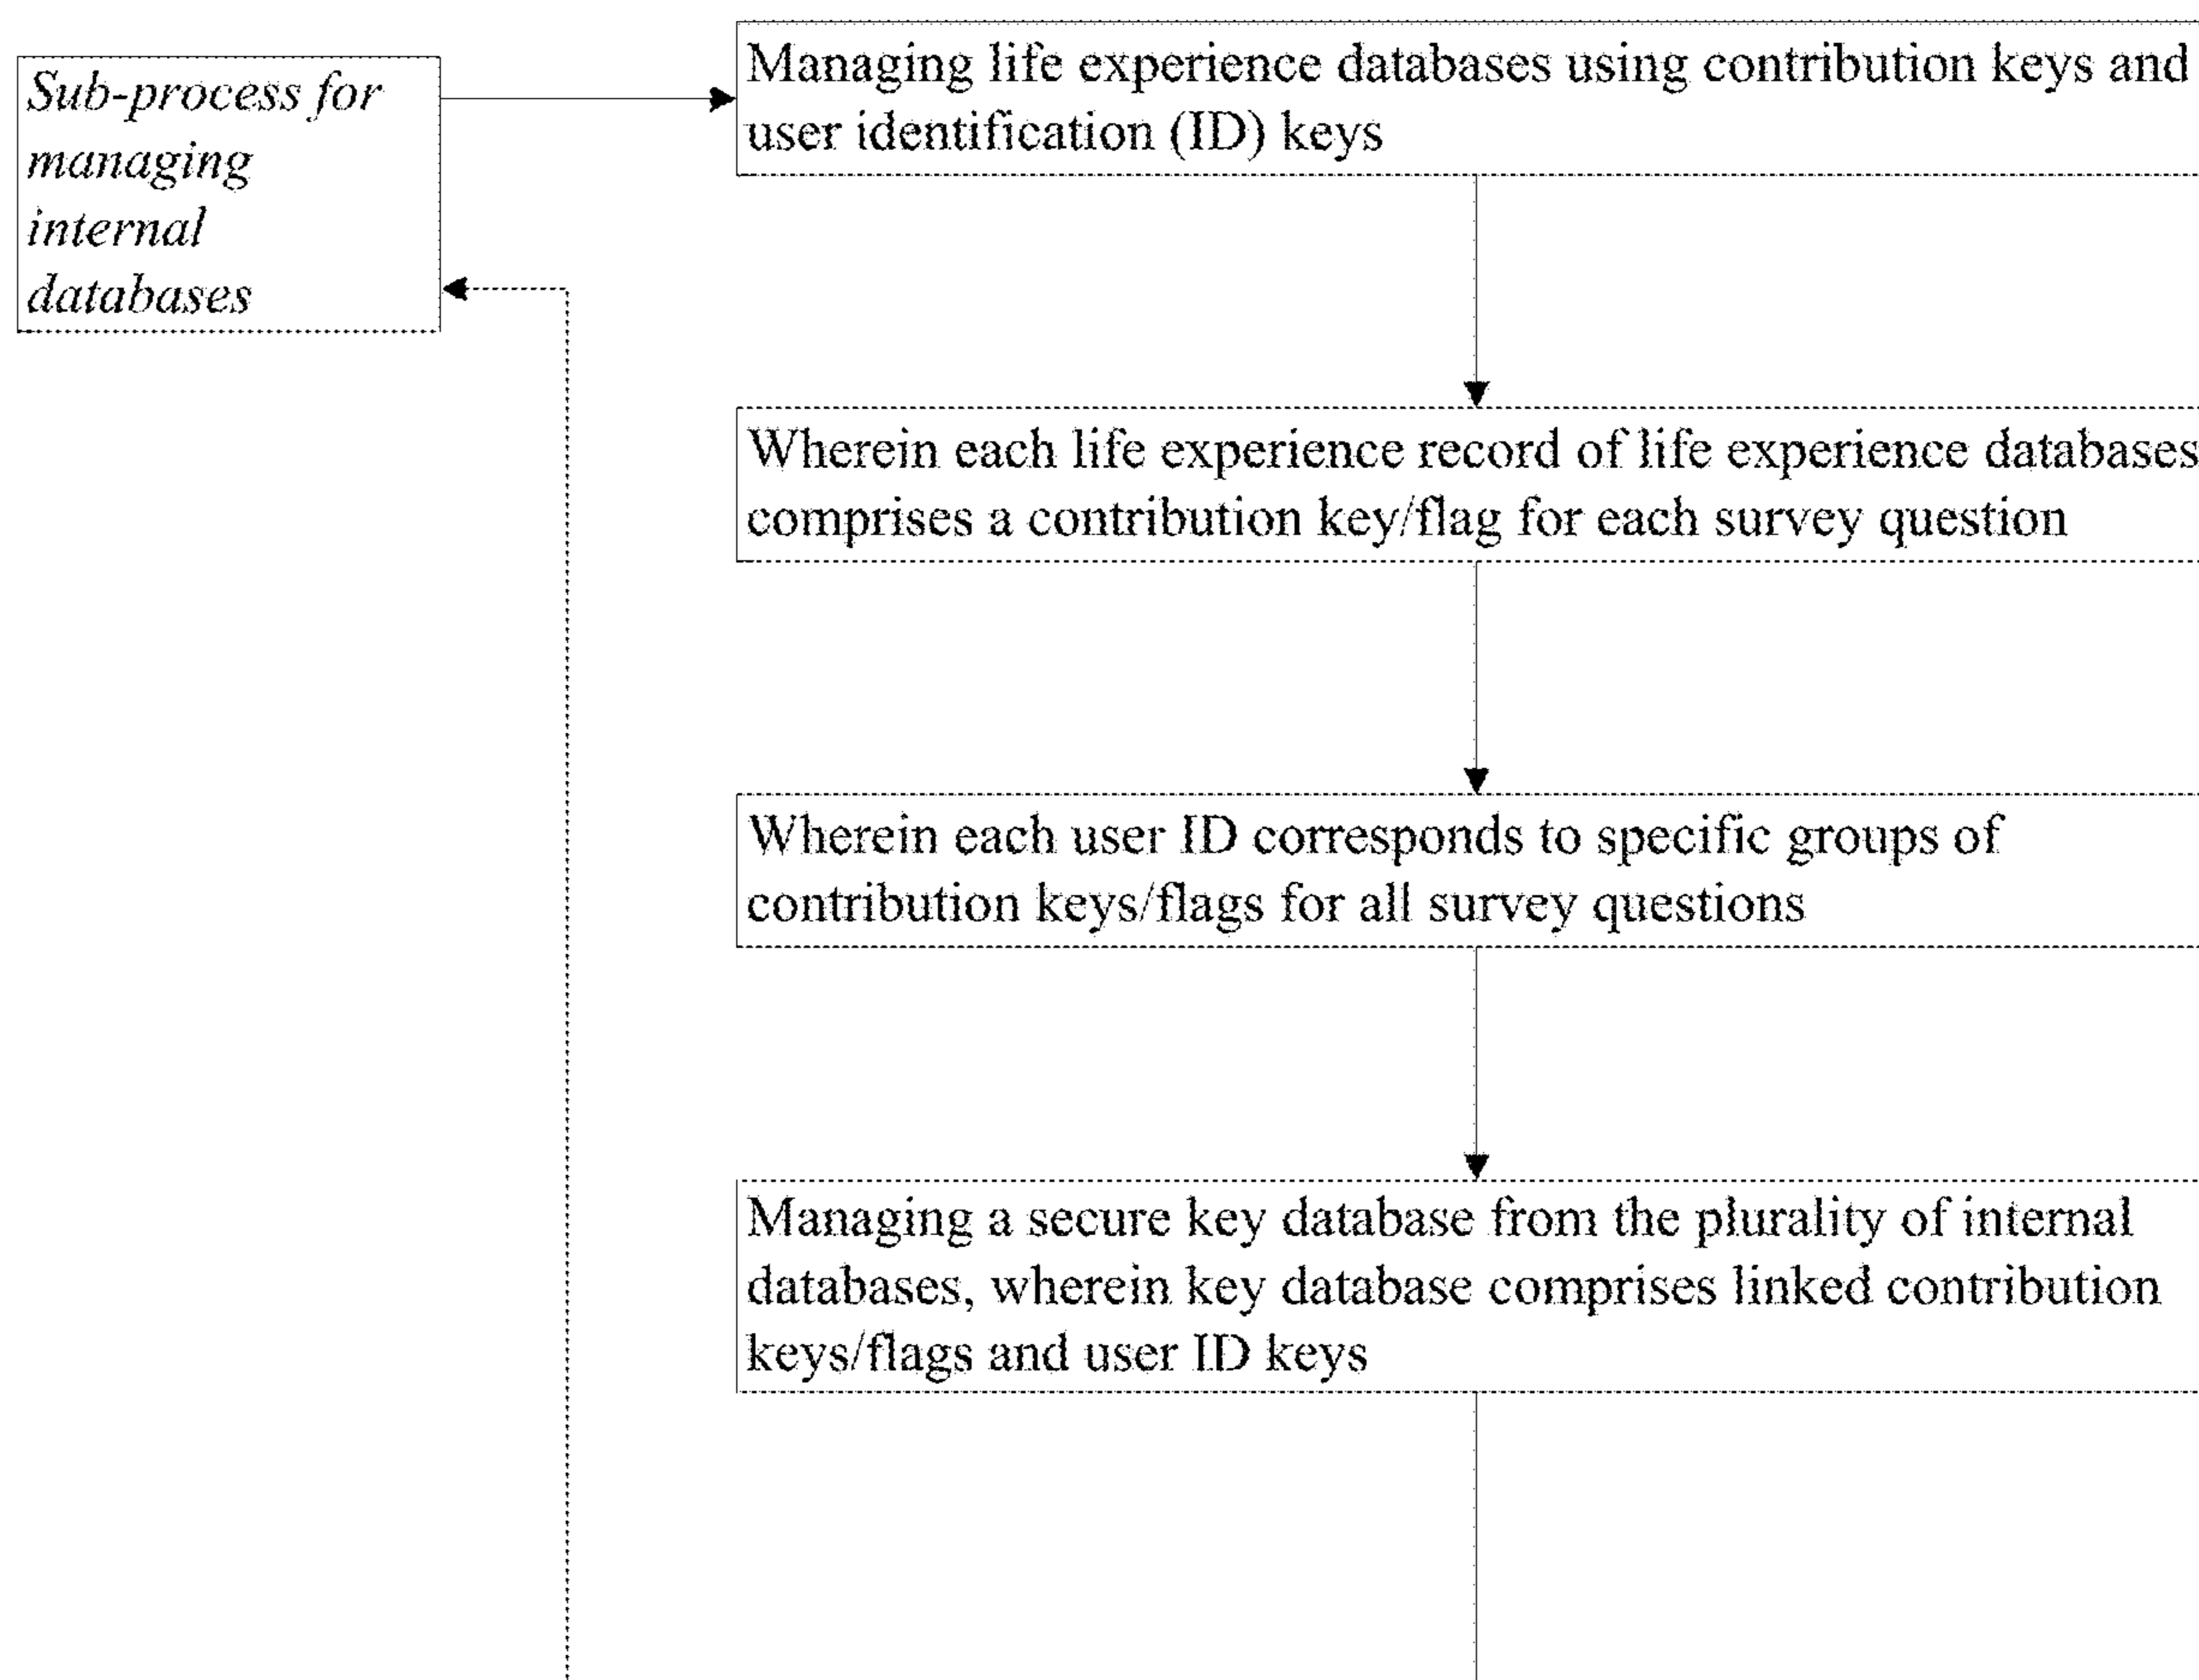 Sub-process for
managing
internal
databases
Managing life experience databases using contribution keys and
user identification (ID) keys
Wherein each life experience record of life experience databases
comprises a contribution key/flag for each survey question
Wherein each user ID corresponds to specific groups of
contribution keys/flags for all survey questions
Managing a secure key database from the plurality of internal
databases, wherein key database comprises linked contribution
keys/flags and user ID keys